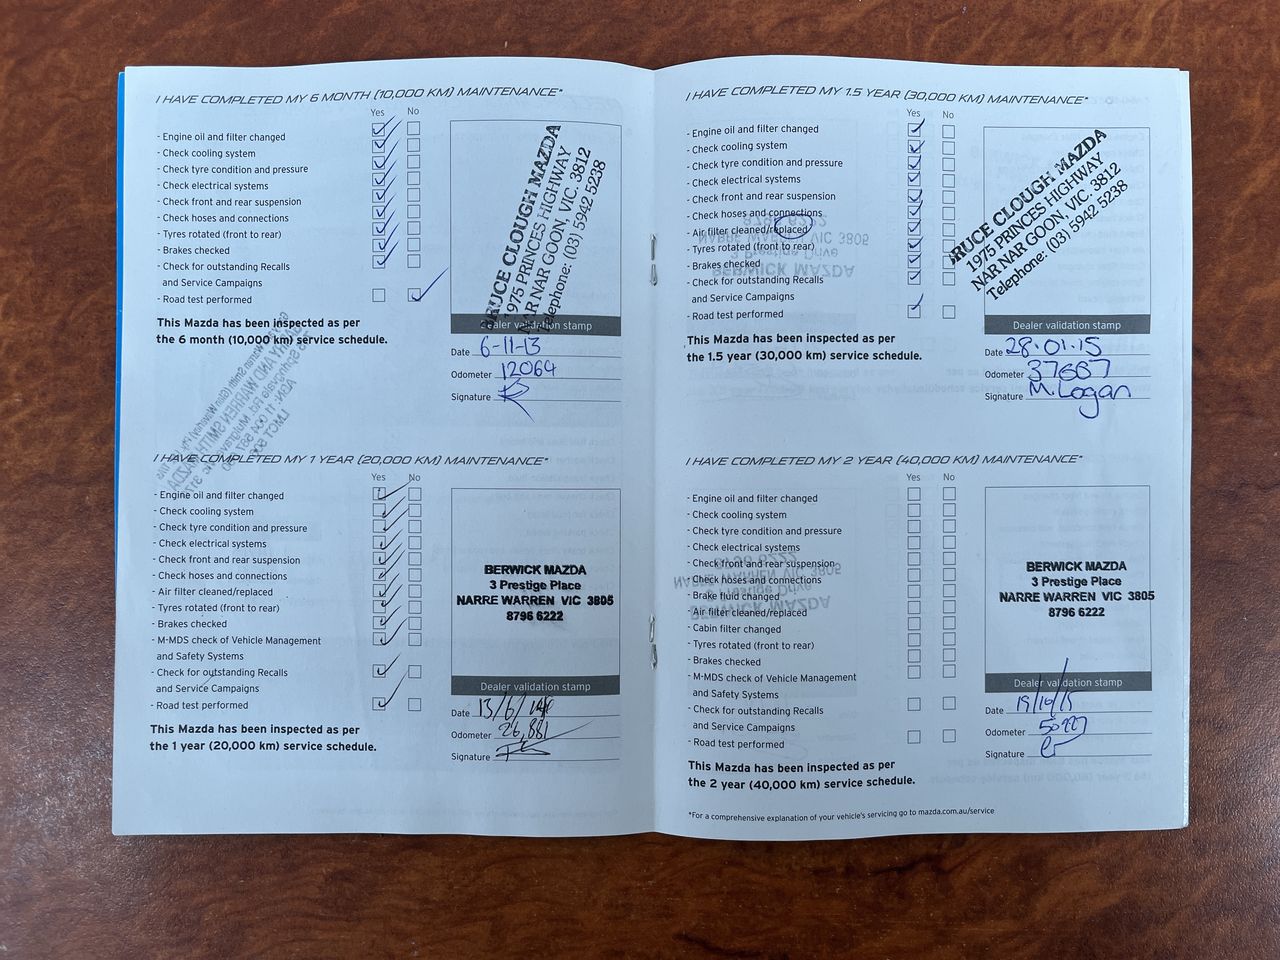 I HAVE COMPLETED MY 6 MONTH (10,000 KM) MAINTENANCE*
Yes No
- Engine oil and filter changed
- Check cooling system
- Check tyre condition and pressure
- Check electrical systems
- Check front and rear suspension
- Check hoses and connections
- Tyres rotated (front to rear)
- Brakes checked
- Check for outstanding Recalls
and Service Campaigns
- Road test performed
This Mazda has been inspected as per
the 6 month (10,000 km) service schedule.
BRUCE CLOUGH MAZDA
1975 PRINCES HIGHWAY
NAR NAR GOON, VIC. 3812
Telephone: (03) 5942 5238
Dealer validation stamp
Date 6-11-13
Odometer 12064
Signature
I HAVE COMPLETED MY 1 YEAR (20,000 KM) MAINTENANCE*
Yes No
- Engine oil and filter changed
- Check cooling system
- Check tyre condition and pressure
- Check electrical systems
- Check front and rear suspension
- Check hoses and connections
- Air filter cleaned/replaced
- Tyres rotated (front to rear)
- Brakes checked
- M-MDS check of Vehicle Management
and Safety Systems
- Check for outstanding Recalls
and Service Campaigns
- Road test performed
This Mazda has been inspected as per
the 1 year (20,000 km) service schedule.
BERWICK MAZDA
3 Prestige Place
NARRE WARREN VIC 3805
8796 6222
Dealer validation stamp
Date 13/6/
Odometer 26,881
Signature
I HAVE COMPLETED MY 1.5 YEAR (30,000 KM) MAINTENANCE*
Yes No
- Engine oil and filter changed
- Check cooling system
- Check tyre condition and pressure
- Check electrical systems
- Check front and rear suspension
- Check hoses and connections
- Air filter cleaned/replaced
- Tyres rotated (front to rear)
- Brakes checked
- Check for outstanding Recalls
and Service Campaigns
- Road test performed
This Mazda has been inspected as per
the 1.5 year (30,000 km) service schedule.
BRUCE CLOUGH MAZDA
1975 PRINCES HIGHWAY
NAR NAR GOON, VIC. 3812
Telephone: (03) 5942 5238
Dealer validation stamp
Date 28.01.15
Odometer 37667
Signature M. Logan
I HAVE COMPLETED MY 2 YEAR (40,000 KM) MAINTENANCE*
Yes No
- Engine oil and filter changed
- Check cooling system
- Check tyre condition and pressure
- Check electrical systems
- Check front and rear suspension
- Check hoses and connections
- Brake fluid changed
- Air filter cleaned/replaced
- Cabin filter changed
- Tyres rotated (front to rear)
- Brakes checked
- M-MDS check of Vehicle Management
and Safety Systems
- Check for outstanding Recalls
and Service Campaigns
- Road test performed
This Mazda has been inspected as per
the 2 year (40,000 km) service schedule.
BERWICK MAZDA
3 Prestige Place
NARRE WARREN VIC 3805
8796 6222
Dealer validation stamp
Date 19/10/15
Odometer
Signature
*For a comprehensive explanation of your vehicle's servicing go to mazda.com.au/service